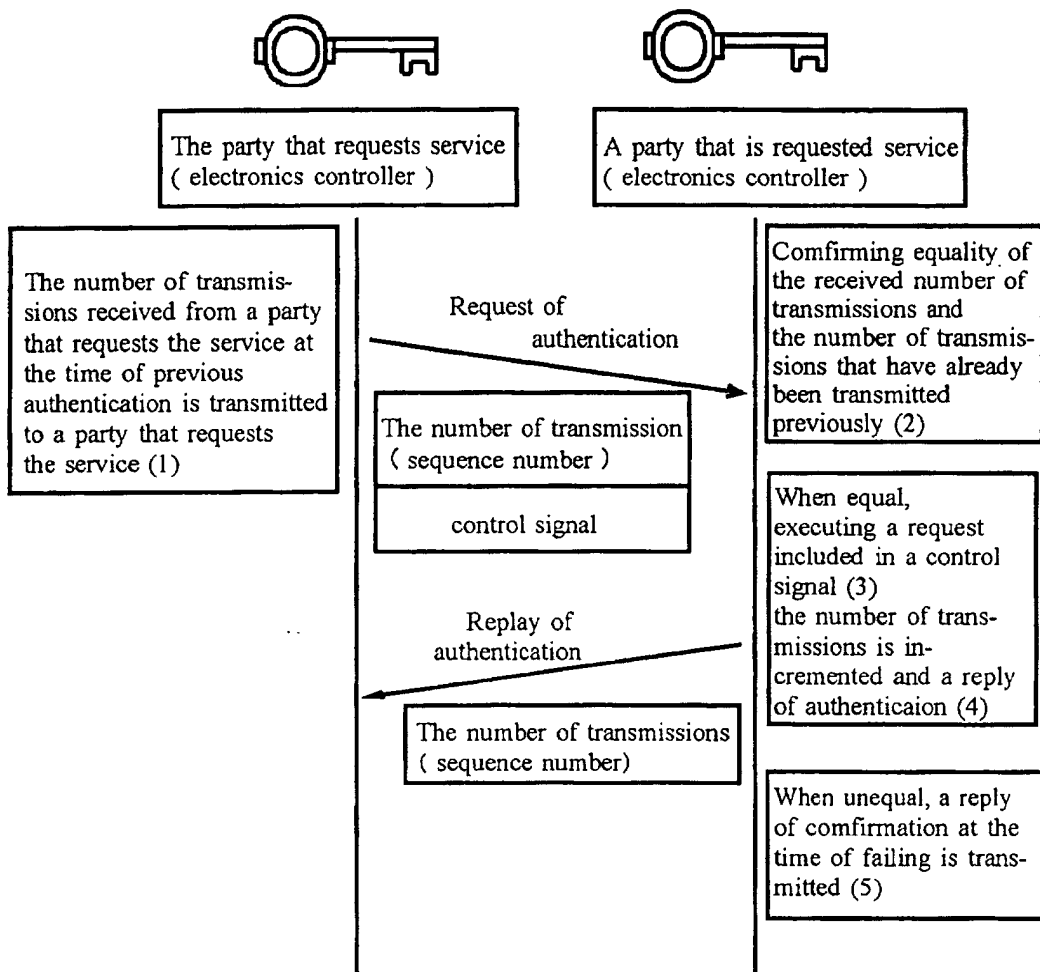 The party that requests service
( electronics controller )
A party that is requested service
( electronics controller )
The number of transmis-
sions received from a party
that requests the service at
the time of previous
authentication is transmitted
to a party that requests
the service (1)
Request of
authentication
The number of transmission
( sequence number )
control signal
Comfirming equality of
the received number of
transmissions and
the number of transmis-
sions that have already
been transmitted
previously (2)
When equal,
executing a request
included in a control
signal (3)
the number of trans-
missions is in-
cremented and a reply
of authenticaion (4)
Replay of
authentication
The number of transmissions
( sequence number)
When unequal, a reply
of comfirmation at the
time of failing is trans-
mitted (5)